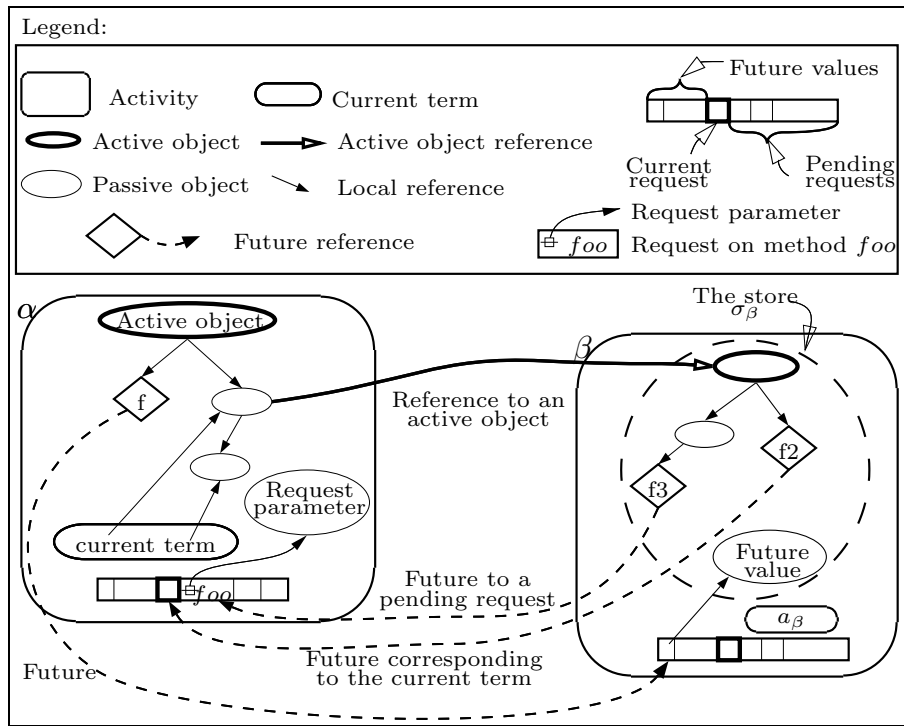 Legend:
Activity
Current term
Future values
Active object
Active object reference
Current
request
Pending
requests
Passive object
Local reference
Request parameter
Future reference
foo
Request on method foo
α
Active object
The store
σβ
β
f
Reference to an
active object
f2
f3
Request
parameter
current term
Future
value
foo
Future to a
pending request
aβ
Future
Future corresponding
to the current term